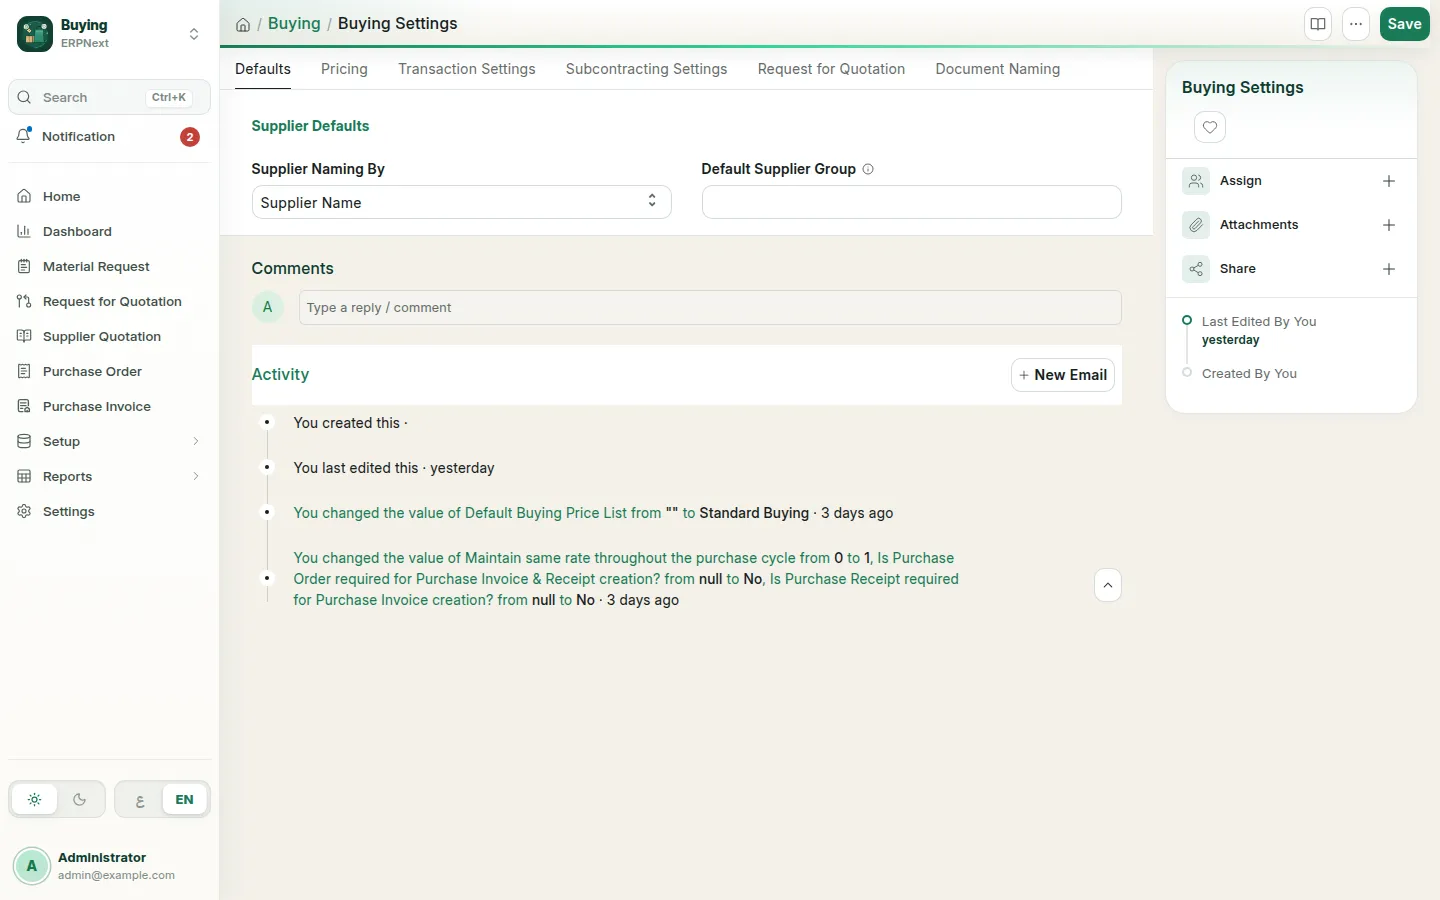 Buying
ERPNext
Search
Ctrl+K
Notification
2
Home
Dashboard
Material Request
Request for Quotation
Supplier Quotation
Purchase Order
Purchase Invoice
Setup
Reports
Settings
ع
EN
A
Administrator
admin@example.com
/ Buying / Buying Settings
Save
Defaults
Pricing
Transaction Settings
Subcontracting Settings
Request for Quotation
Document Naming
Supplier Defaults
Supplier Naming By
Supplier Name
Default Supplier Group
Comments
A
Type a reply / comment
Activity
+ New Email
You created this ·
You last edited this · yesterday
You changed the value of Default Buying Price List from "" to Standard Buying · 3 days ago
You changed the value of Maintain same rate throughout the purchase cycle from 0 to 1, Is Purchase
Order required for Purchase Invoice & Receipt creation? from null to No, Is Purchase Receipt required
for Purchase Invoice creation? from null to No · 3 days ago
Buying Settings
Assign
Attachments
Share
Last Edited By You
yesterday
Created By You